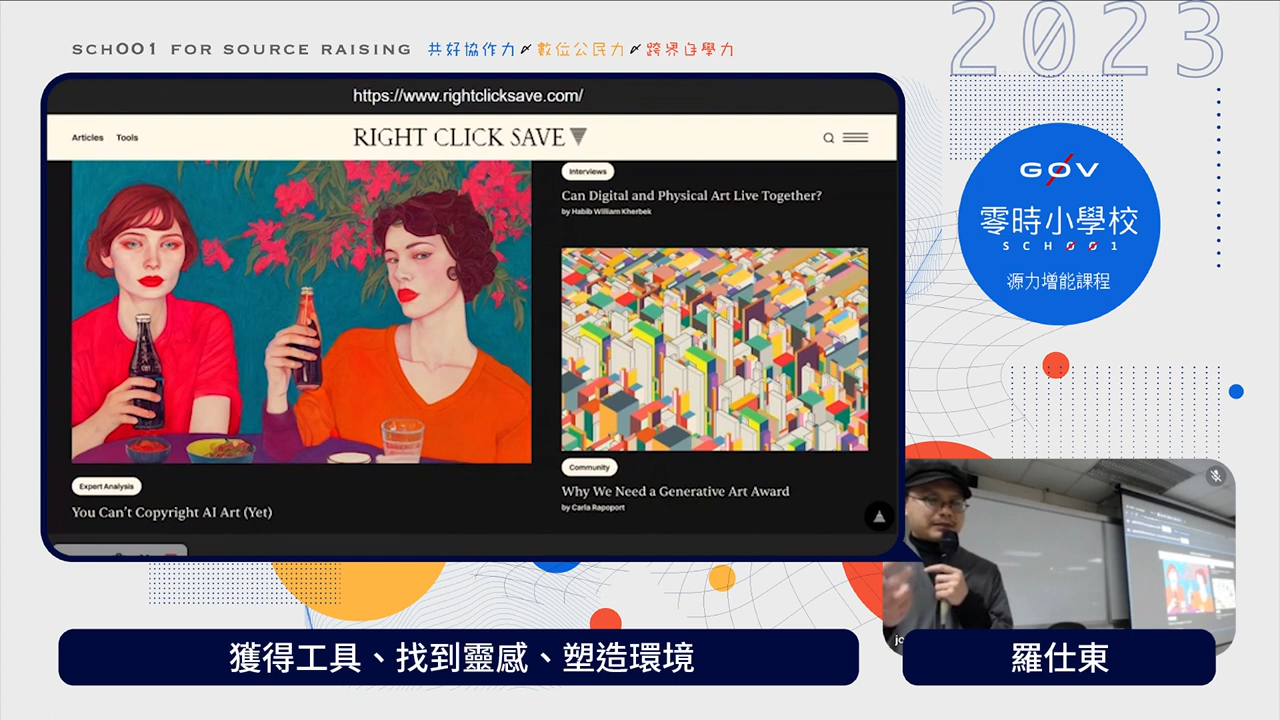 SCH001 FOR SOURCE RAISING 共好協作力 數位公民力 跨界自學力
2023
https://www.rightclicksave.com/
Articles Tools RIGHT CLICK SAVE
Interviews
Can Digital and Physical Art Live Together?
by Habib William Kherbek
Expert Analysis
You Can't Copyright AI Art (Yet)
Community
Why We Need a Generative Art Award
by Carla Rapoport
G0V
零時小學校
SCH001
源力增能課程
獲得工具、找到靈感、塑造環境
羅仕東